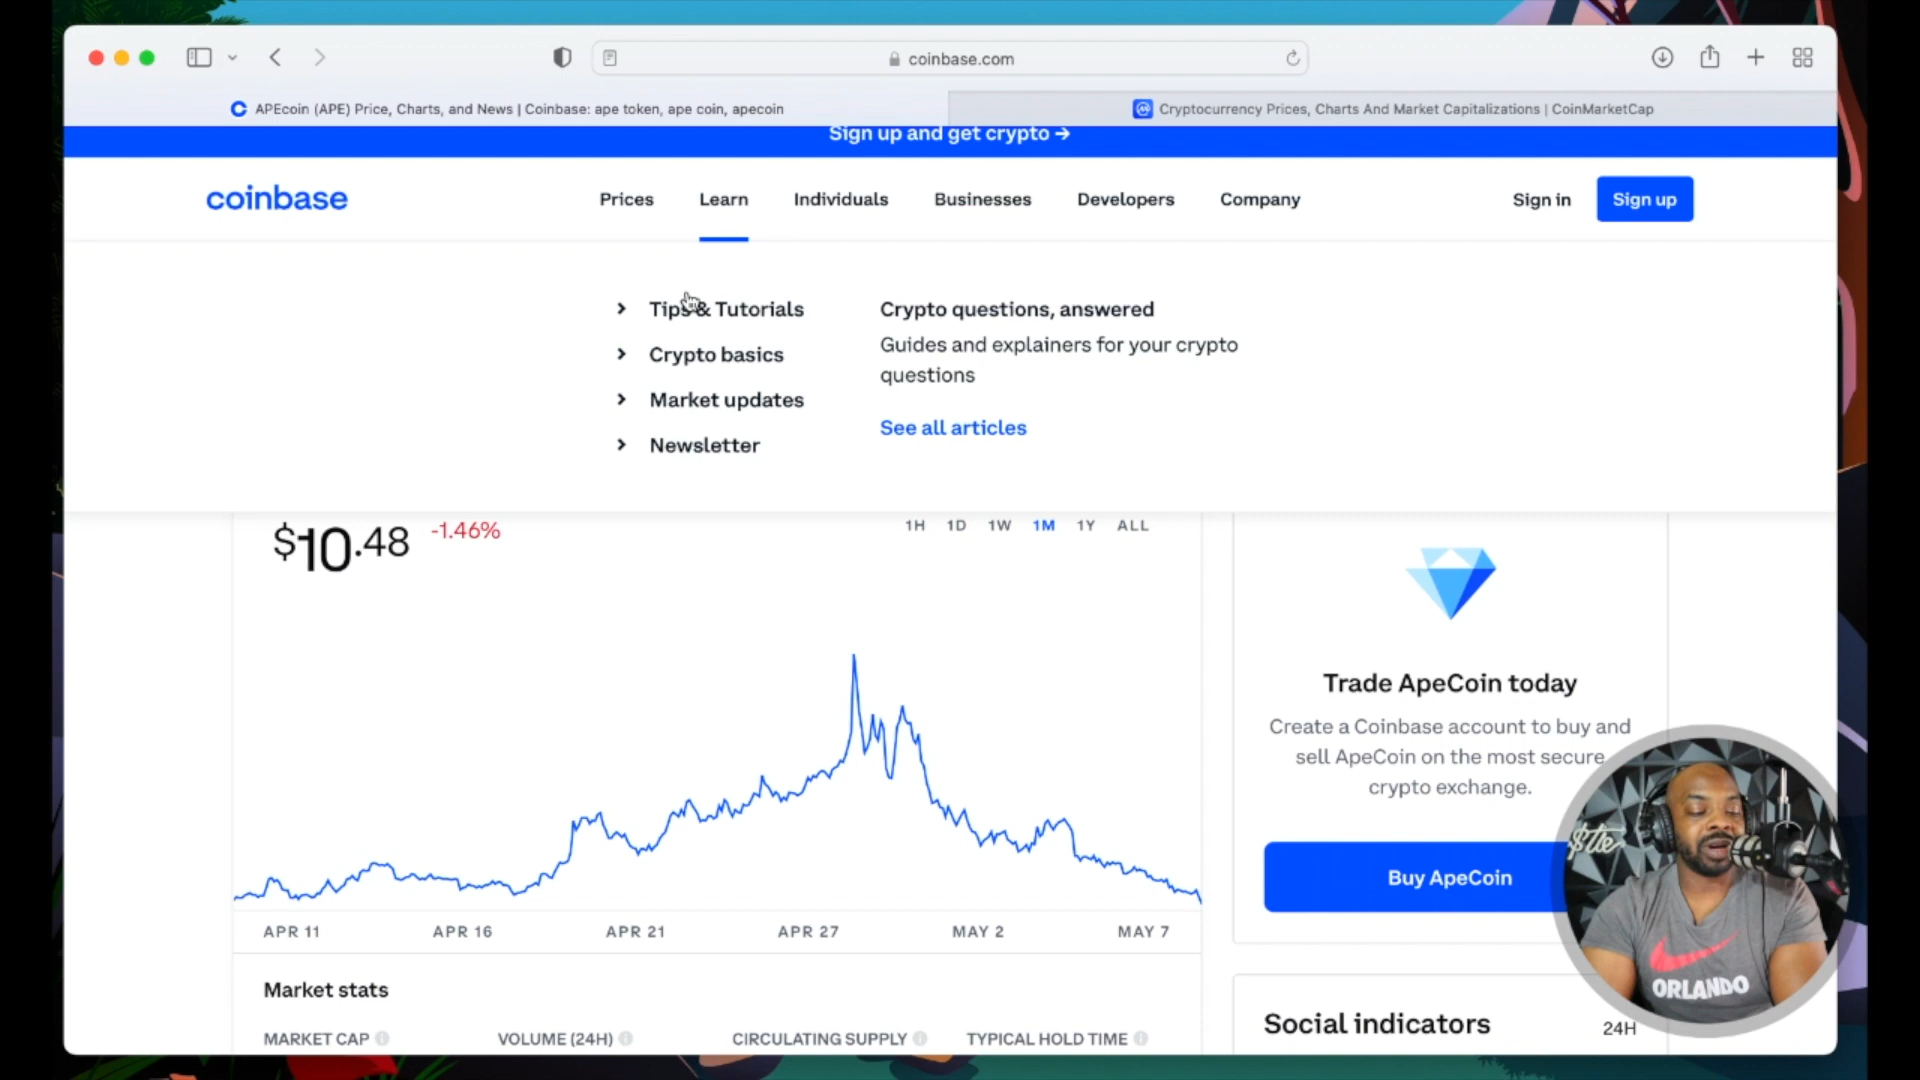 coinbase.com
APEcoin (APE) Price, Charts, and News | Coinbase: ape token, ape coin, apecoin
Cryptocurrency Prices, Charts And Market Capitalizations | CoinMarketCap
Sign up and get crypto →
coinbase
Prices
Learn
Individuals
Businesses
Developers
Company
Sign in
Sign up
Tips & Tutorials
Crypto basics
Market updates
Newsletter
Crypto questions, answered
Guides and explainers for your crypto
questions
See all articles
$10.48 -1.46%
1H 1D 1W 1M 1Y ALL
APR 11 APR 16 APR 21 APR 27 MAY 2 MAY 7
Market stats
MARKET CAP VOLUME (24H) CIRCULATING SUPPLY TYPICAL HOLD TIME
Trade ApeCoin today
Create a Coinbase account to buy and
sell ApeCoin on the most secure
crypto exchange.
Buy ApeCoin
Social indicators
24H
ORLANDO